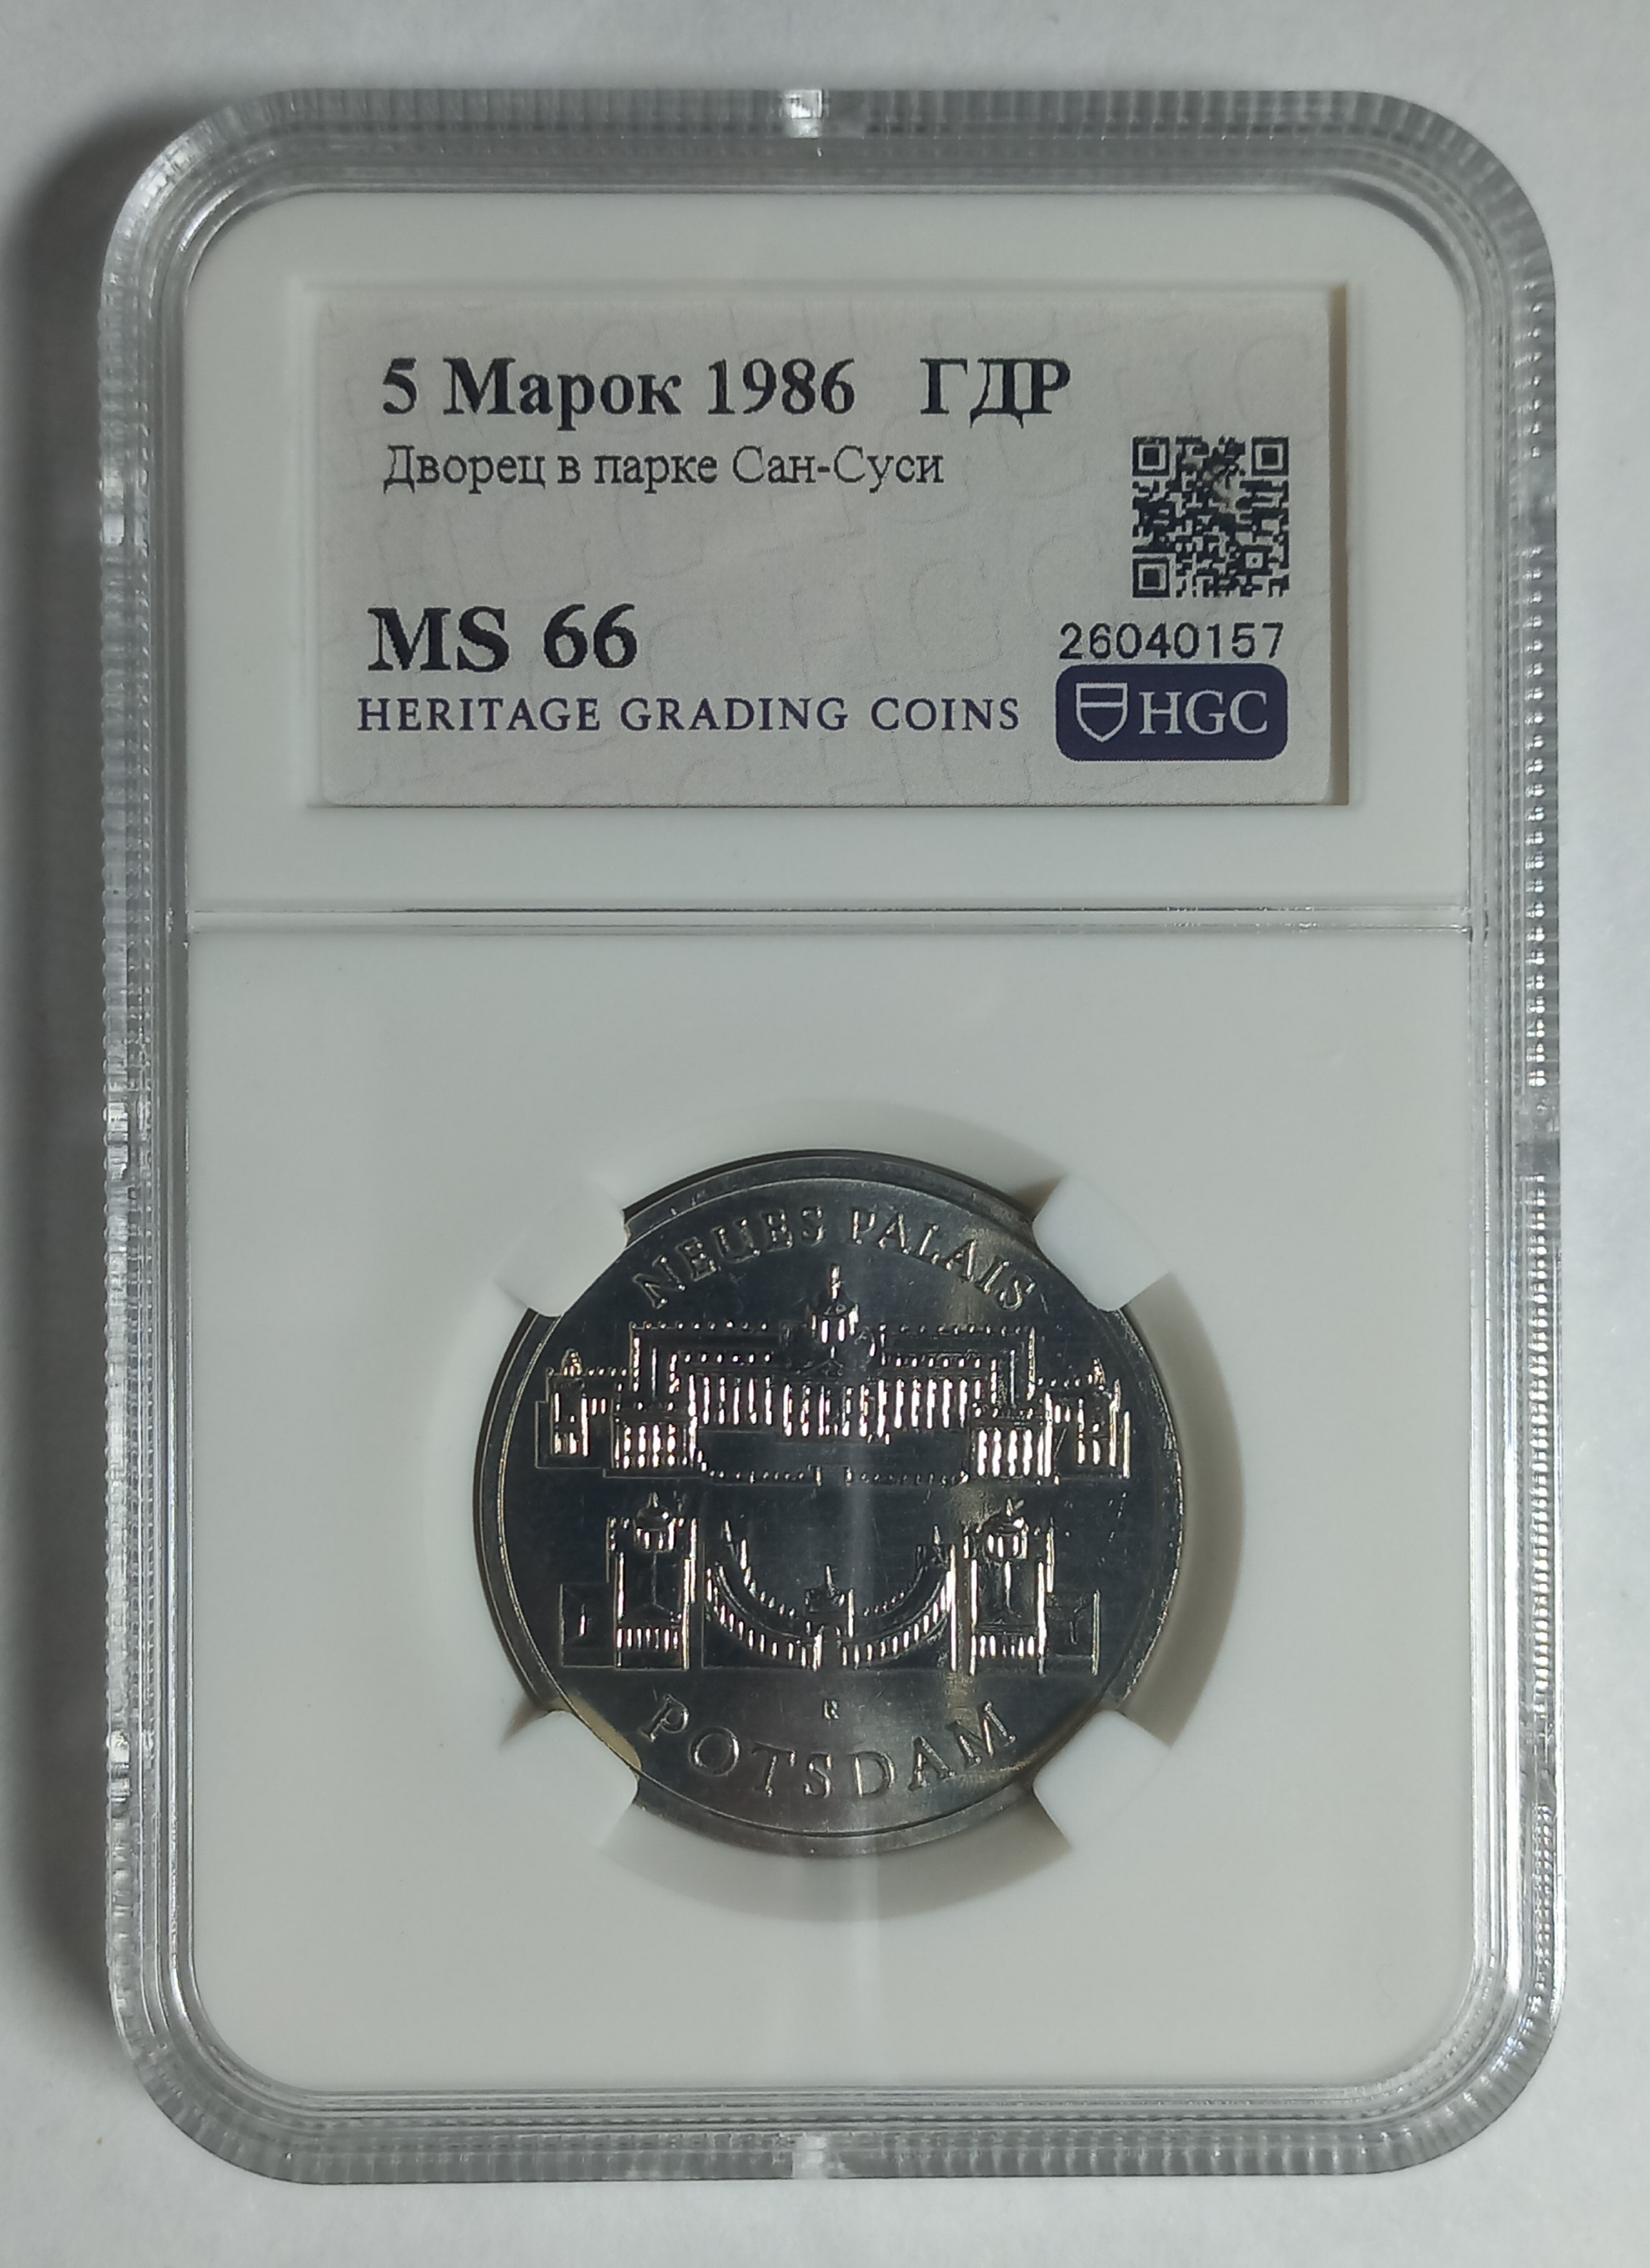 5 Марок 1986 ГДР
Дворец в парке Сан-Суси
MS 66
26040157
HERITAGE GRADING COINS
HGC
NEUES PALAIS
R
POTSDAM